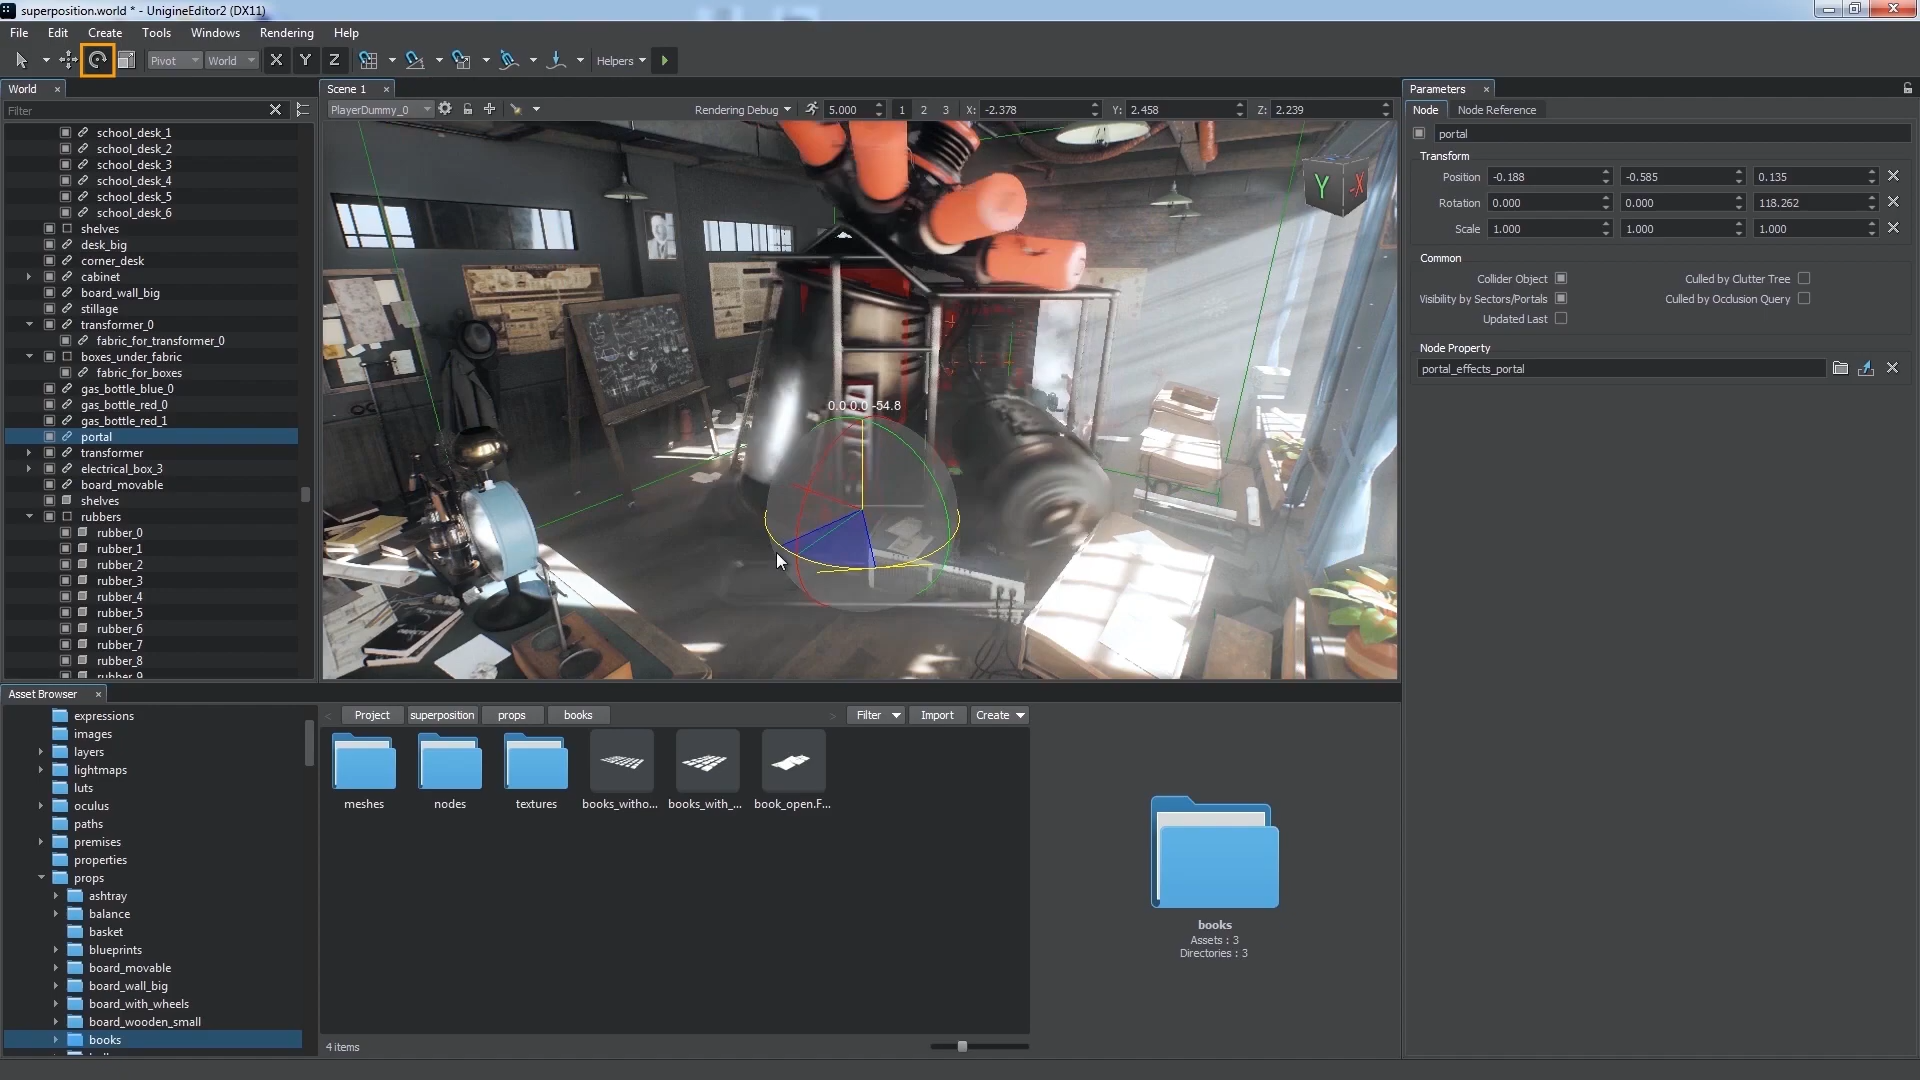 superposition.world * - UnigineEditor2 (DX11)
File Edit Create Tools Windows Rendering Help
Pivot World X Y Z Helpers
World
Filter
school_desk_1
school_desk_2
school_desk_3
school_desk_4
school_desk_5
school_desk_6
shelves
desk_big
corner_desk
cabinet
board_wall_big
stillage
transformer_0
fabric_for_transformer_0
boxes_under_fabric
fabric_for_boxes
gas_bottle_blue_0
gas_bottle_red_0
gas_bottle_red_1
portal
transformer
electrical_box_3
board_movable
shelves
rubbers
rubber_0
rubber_1
rubber_2
rubber_3
rubber_4
rubber_5
rubber_6
rubber_7
rubber_8
rubber_9
Scene 1
PlayerDummy_0 Rendering Debug 5.000 1 2 3 X: -2.378 Y: 2.458 Z: 2.239
Y -X
0.0 0.0 -54.8
Parameters
Node Node Reference
portal
Transform
Position -0.188 -0.585 0.135
Rotation 0.000 0.000 118.262
Scale 1.000 1.000 1.000
Common
Collider Object Culled by Clutter Tree
Visibility by Sectors/Portals Culled by Occlusion Query
Updated Last
Node Property
portal_effects_portal
Asset Browser
expressions
images
layers
lightmaps
luts
oculus
paths
premises
properties
props
ashtray
balance
basket
blueprints
board_movable
board_wall_big
board_with_wheels
board_wooden_small
books
< Project superposition props books > Filter Import Create
meshes nodes textures books_witho... books_with_... book_open.F...
4 items
books
Assets : 3
Directories : 3